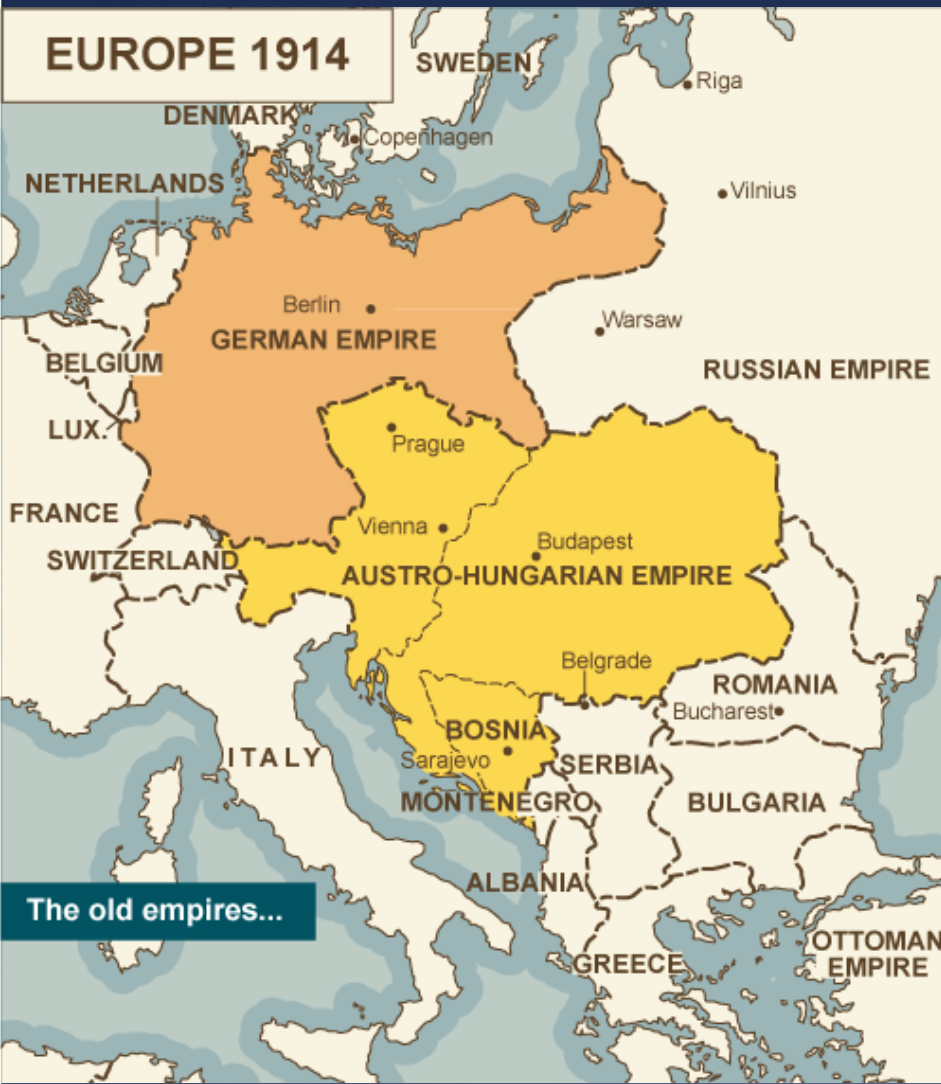 EUROPE 1914
SWEDEN
Riga
DENMARK
Copenhagen
NETHERLANDS
Vilnius
Berlin
Warsaw
GERMAN EMPIRE
BELGIUM
RUSSIAN EMPIRE
LUX.
Prague
FRANCE
Vienna
Budapest
SWITZERLAND
AUSTRO-HUNGARIAN EMPIRE
Belgrade
ROMANIA
Bucharest
BOSNIA
ITALY
Sarajevo
SERBIA
MONTENEGRO
BULGARIA
ALBANIA
The old empires...
OTTOMAN
EMPIRE
GREECE